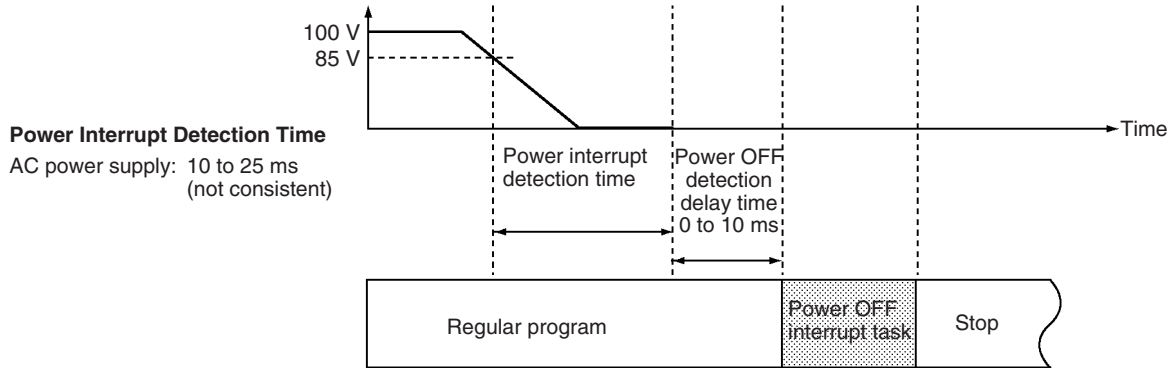 100 V
85 V
Time
Power Interrupt Detection Time
AC power supply: 10 to 25 ms
(not consistent)
Power interrupt
detection time
Power OFF
detection
delay time
0 to 10 ms
Regular program
Power OFF
interrupt task
Stop